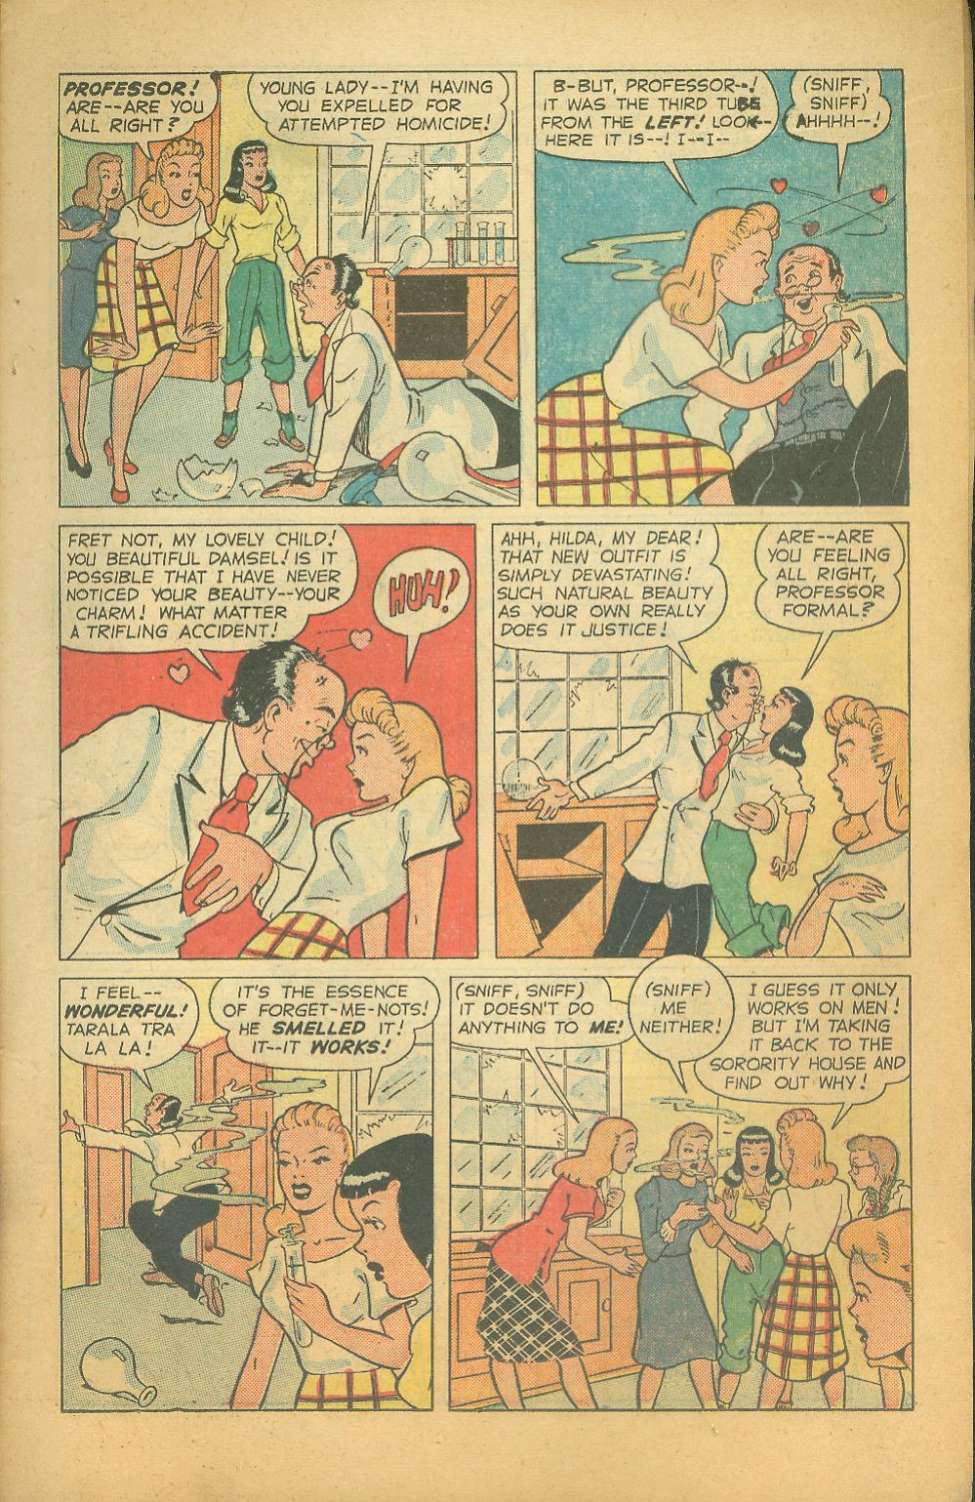 PROFESSOR!
ARE--ARE YOU
ALL RIGHT?
YOUNG LADY--I'M HAVING
YOU EXPELLED FOR
ATTEMPTED HOMICIDE!
B-BUT, PROFESSOR--!
IT WAS THE THIRD TUBE
FROM THE LEFT! LOOK--
HERE IT IS--! I--I--
(SNIFF,
SNIFF)
AHHHH--!
FRET NOT, MY LOVELY CHILD!
YOU BEAUTIFUL DAMSEL! IS IT
POSSIBLE THAT I HAVE NEVER
NOTICED YOUR BEAUTY--YOUR
CHARM! WHAT MATTER
A TRIFLING ACCIDENT!
HUH!
AHH, HILDA, MY DEAR!
THAT NEW OUTFIT IS
SIMPLY DEVASTATING!
SUCH NATURAL BEAUTY
AS YOUR OWN REALLY
DOES IT JUSTICE!
ARE--ARE
YOU FEELING
ALL RIGHT,
PROFESSOR
FORMAL?
I FEEL--
WONDERFUL!
TARALA TRA
LA LA!
IT'S THE ESSENCE
OF FORGET-ME-NOTS!
HE SMELLED IT!
IT--IT WORKS!
(SNIFF, SNIFF)
IT DOESN'T DO
ANYTHING TO ME!
(SNIFF)
ME
NEITHER!
I GUESS IT ONLY
WORKS ON MEN!
BUT I'M TAKING
IT BACK TO THE
SORORITY HOUSE AND
FIND OUT WHY!